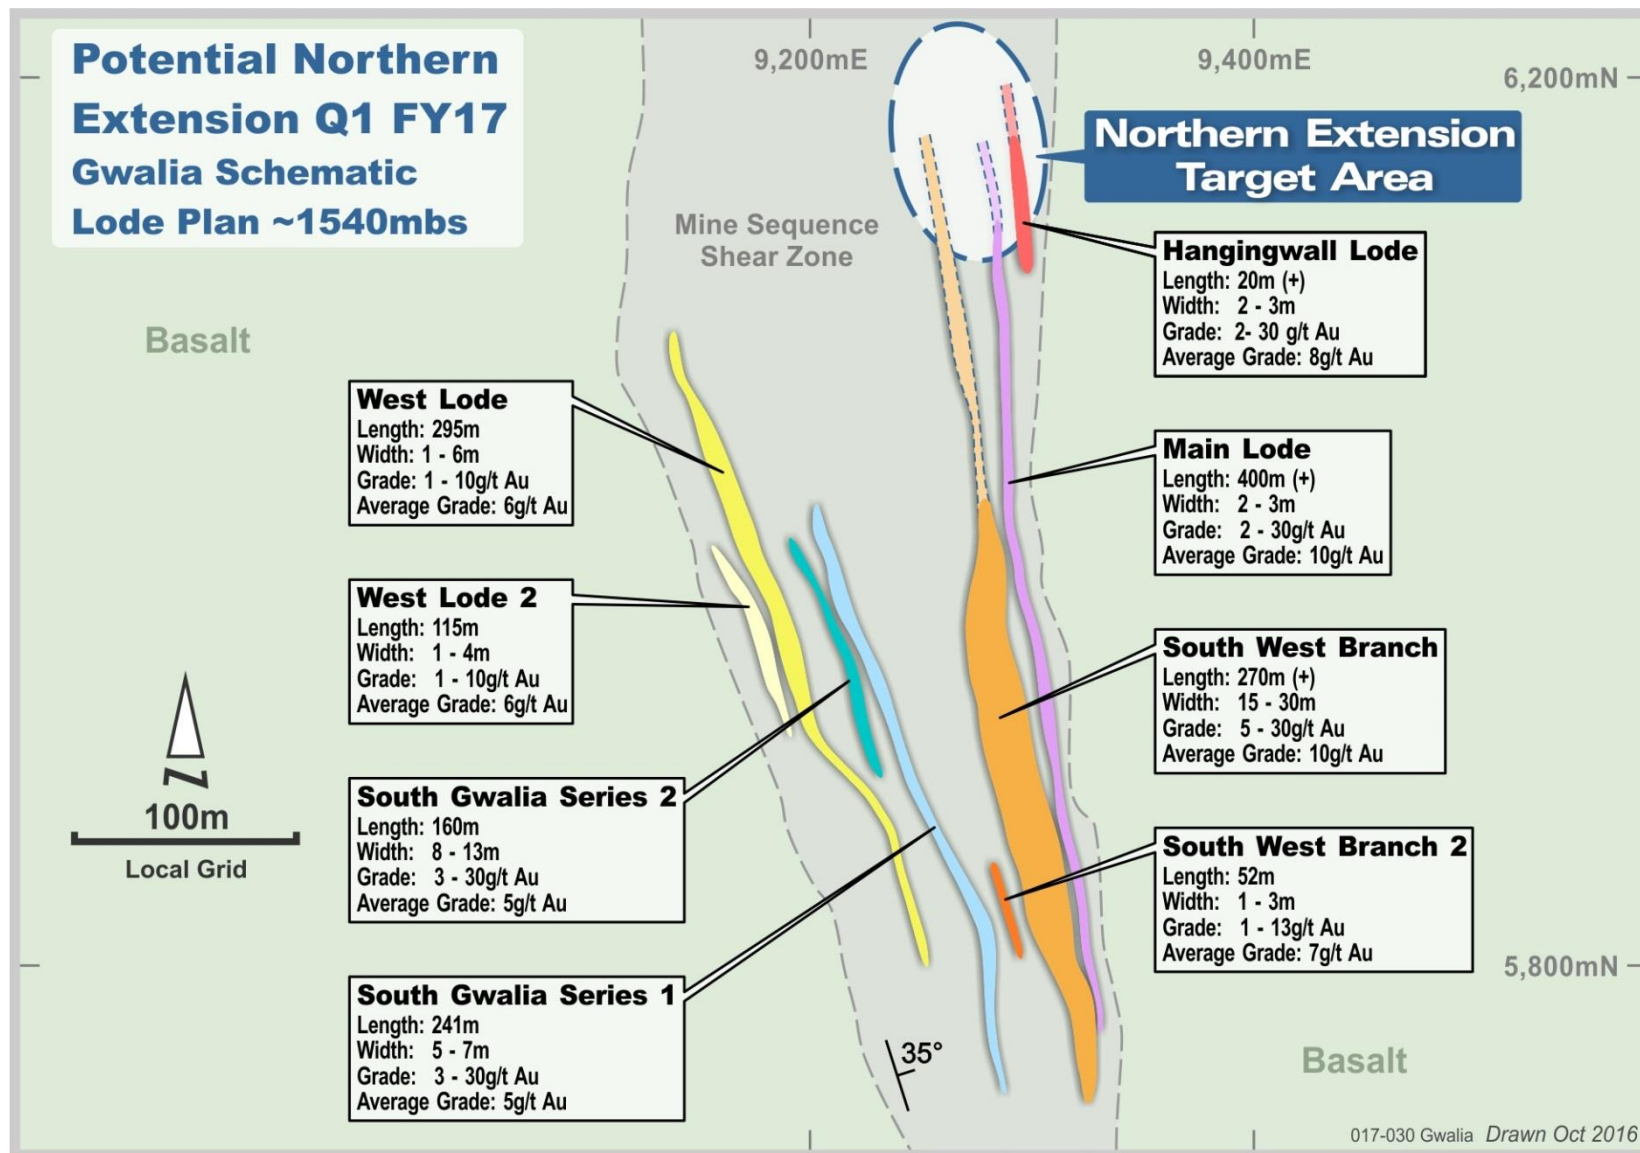 Potential Northern
Extension Q1 FY17
Gwalia Schematic
Lode Plan ~1540mbs
9,200mE
9,400mE
6,200mN
Northern Extension
Target Area
Mine Sequence
Shear Zone
Basalt
Hangingwall Lode
Length: 20m (+)
Width: 2 - 3m
Grade: 2- 30 g/t Au
Average Grade: 8g/t Au
West Lode
Length: 295m
Width: 1 - 6m
Grade: 1 - 10g/t Au
Average Grade: 6g/t Au
Main Lode
Length: 400m (+)
Width: 2 - 3m
Grade: 2 - 30g/t Au
Average Grade: 10g/t Au
West Lode 2
Length: 115m
Width: 1 - 4m
Grade: 1 - 10g/t Au
Average Grade: 6g/t Au
South West Branch
Length: 270m (+)
Width: 15 - 30m
Grade: 5 - 30g/t Au
Average Grade: 10g/t Au
N
100m
Local Grid
South Gwalia Series 2
Length: 160m
Width: 8 - 13m
Grade: 3 - 30g/t Au
Average Grade: 5g/t Au
South West Branch 2
Length: 52m
Width: 1 - 3m
Grade: 1 - 13g/t Au
Average Grade: 7g/t Au
5,800mN
South Gwalia Series 1
Length: 241m
Width: 5 - 7m
Grade: 3 - 30g/t Au
Average Grade: 5g/t Au
35°
Basalt
017-030 Gwalia Drawn Oct 2016